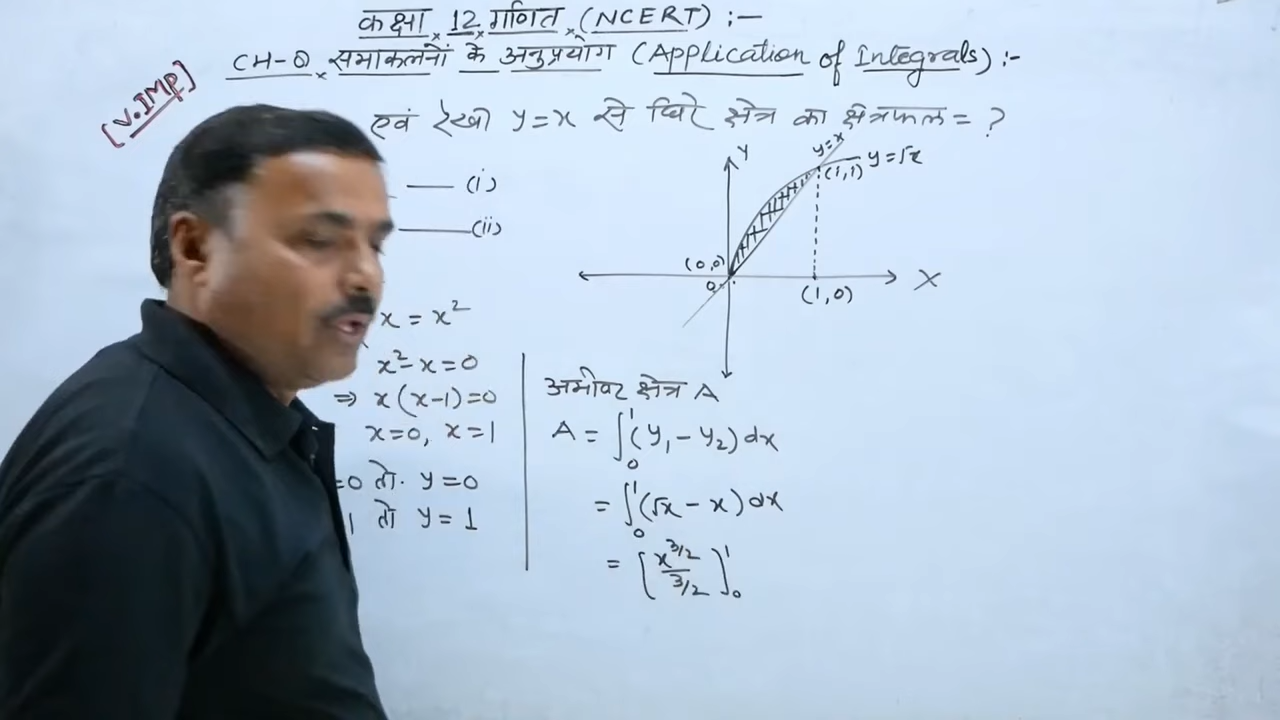 कक्षा 12 गणित (NCERT) :—
CH-8 समाकलनों के अनुप्रयोग (Application of Integrals) :-
[V.IMP]
एवं रेखा y=x से घिरे क्षेत्र का क्षेत्रफल = ?
— (i)
— (ii)
x = x²
x²-x=0
⇒ x(x-1)=0
x=0, x=1
=0 तो y=0
1 तो y=1
Y
y=x
y=√x
(1,1)
(0,0)
O
(1,0)
X
अभीष्ट क्षेत्र A
A = ∫₀¹(y₁-y₂)dx
= ∫₀¹(√x-x)dx
= [x^3/2 / 3/2]₀¹